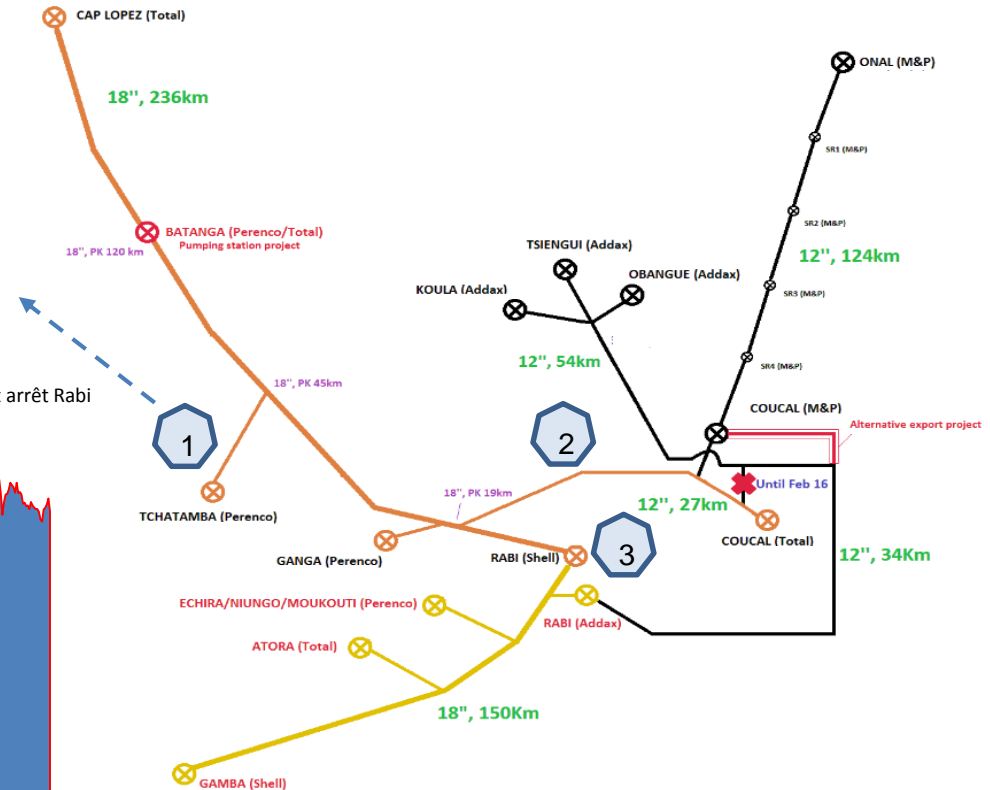 CAP LOPEZ (Total)
ONAL (M&P)
18'', 236km
SR1 (M&P)
SR2 (M&P)
BATANGA (Perenco/Total)
Pumping station project
18'', PK 120 km
TSIENGUI (Addax)
12'', 124km
OBANGUE (Addax)
KOULA (Addax)
SR3 (M&P)
12'', 54km
SR4 (M&P)
18'', PK 45km
arrêt Rabi
COUCAL (M&P)
Alternative export project
1
2
Until Feb 16
18'', PK 19km
12'', 27km
TCHATAMBA (Perenco)
COUCAL (Total)
GANGA (Perenco)
RABI (Shell)
3
12'', 34Km
ECHIRA/NIUNGO/MOUKOUTI (Perenco)
RABI (Addax)
ATORA (Total)
18'', 150Km
GAMBA (Shell)